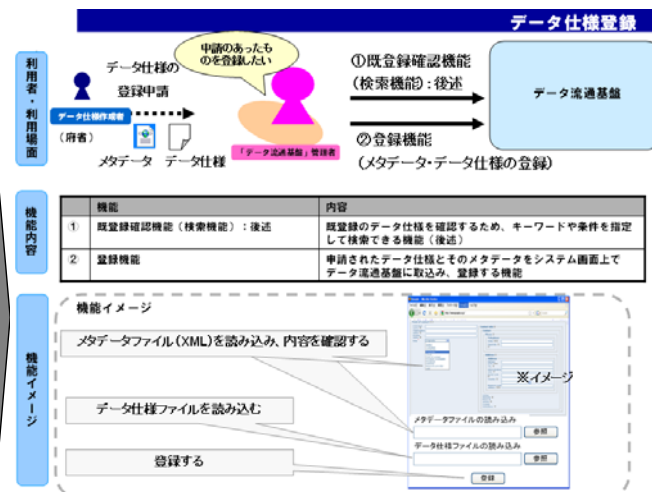 データ仕様登録
利用者・利用場面
申請のあったも
のを登録したい
データ仕様の
登録申請
データ仕様作成者
(府省)
メタデータ データ仕様
「データ流通基盤」管理者
①既登録確認機能
(検索機能):後述
②登録機能
(メタデータ・データ仕様の登録)
データ流通基盤
機能内容
機能 内容
① 既登録確認機能(検索機能):後述 既登録のデータ仕様を確認するため、キーワードや条件を指定
して検索できる機能(後述)
② 登録機能 申請されたデータ仕様とそのメタデータをシステム画面上で
データ流通基盤に取込み、登録する機能
機能イメージ
機能イメージ
メタデータファイル(XML)を読み込み、内容を確認する
データ仕様ファイルを読み込む
登録する
※イメージ
メタデータファイルの読み込み
参照
データ仕様ファイルの読み込み
参照
登録